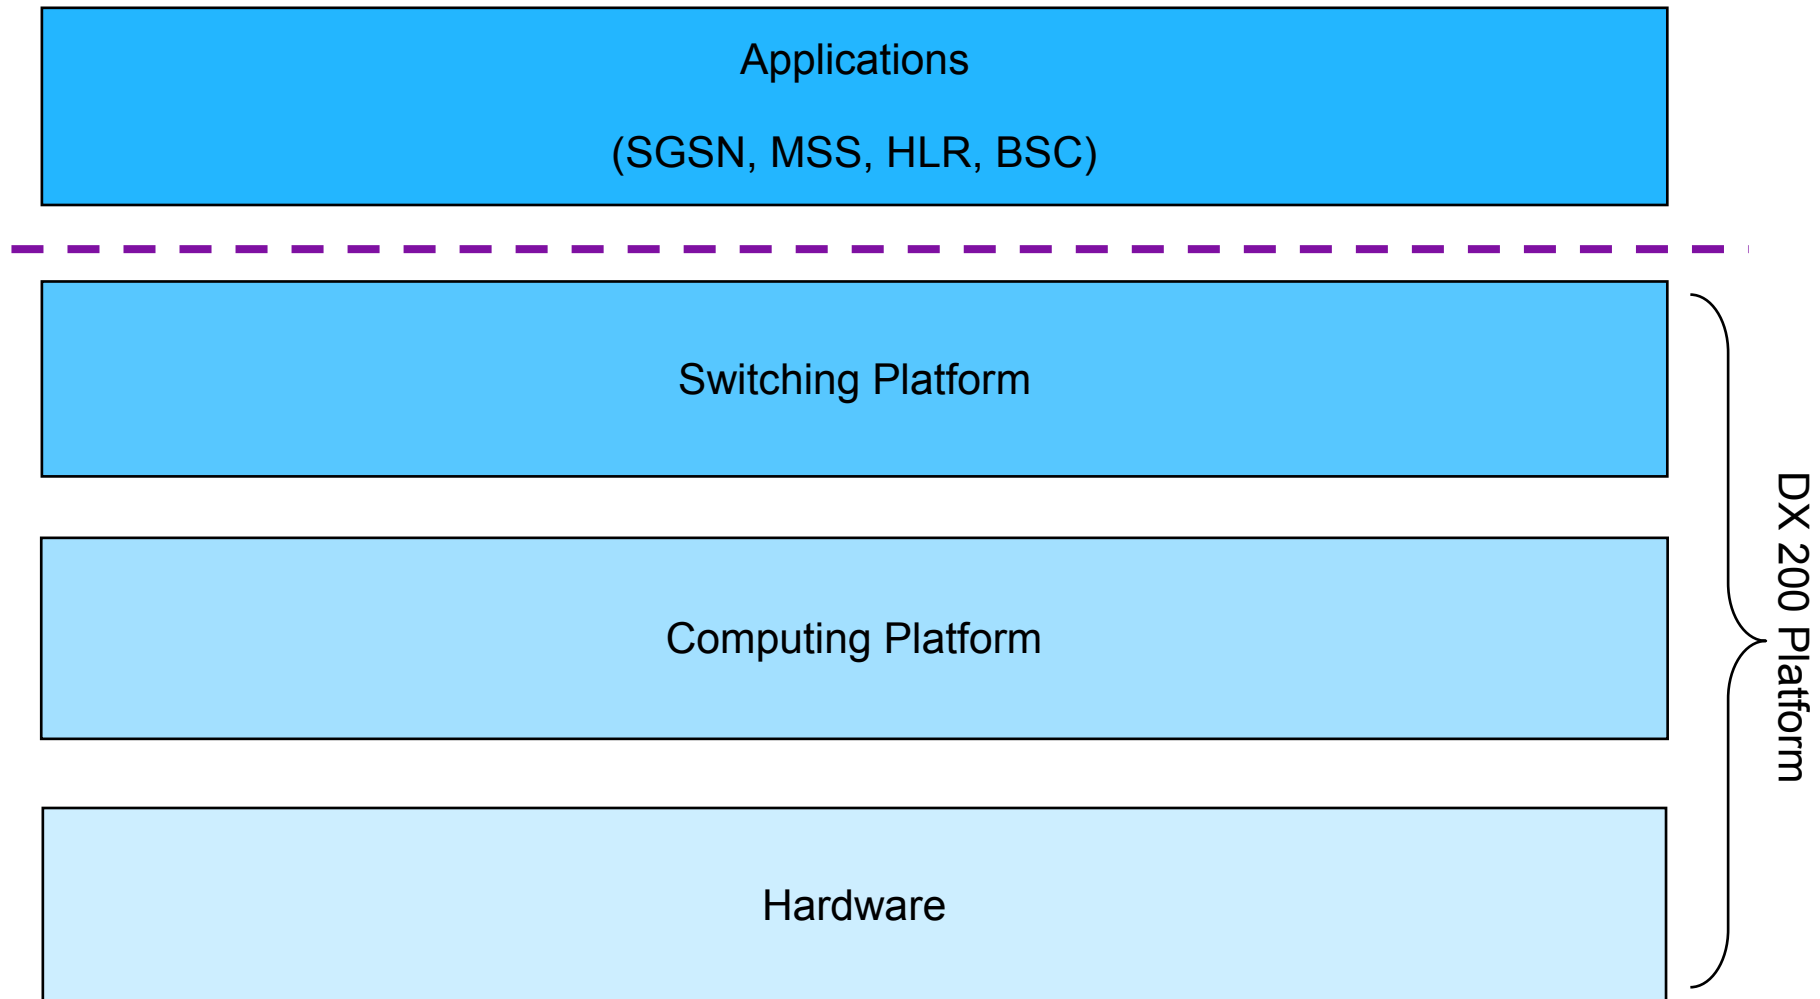 Applications
(SGSN, MSS, HLR, BSC)
Switching Platform
Computing Platform
Hardware
DX 200 Platform